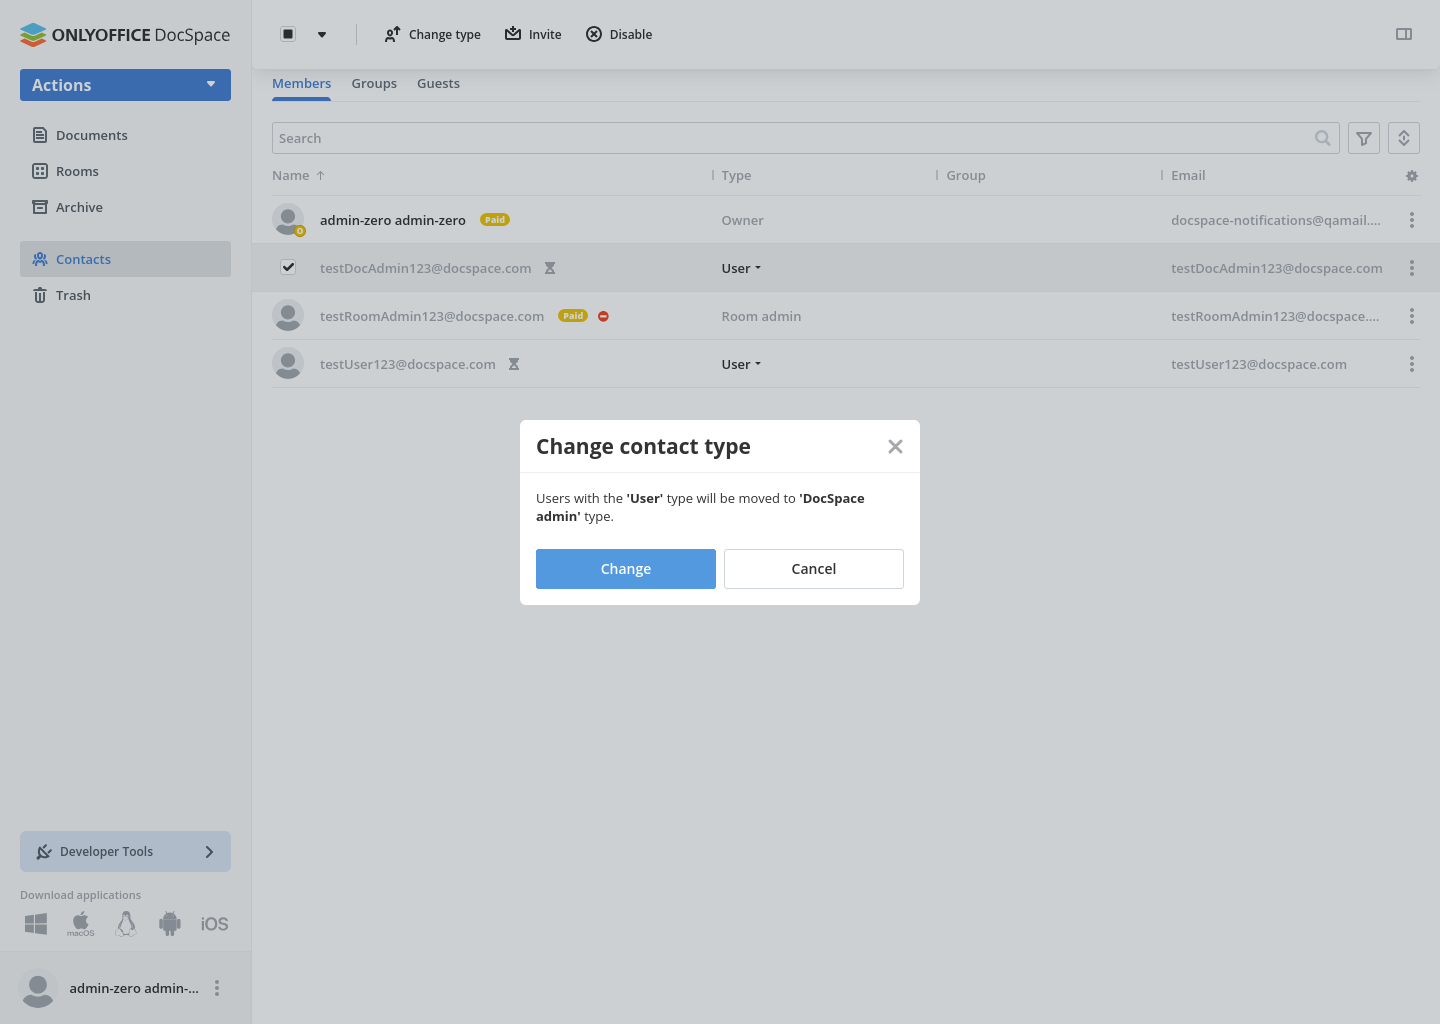 ONLYOFFICE DocSpace
Change type
Invite
Disable
Actions
Members
Groups
Guests
Documents
Rooms
Archive
Contacts
Trash
Search
Name
Type
Group
Email
admin-zero admin-zero Paid Owner docspace-notifications@qamail....
O
testDocAdmin123@docspace.com User testDocAdmin123@docspace.com
testRoomAdmin123@docspace.com Paid Room admin testRoomAdmin123@docspace....
testUser123@docspace.com User testUser123@docspace.com
Change contact type
Users with the 'User' type will be moved to 'DocSpace
admin' type.
Change
Cancel
Developer Tools
Download applications
macOS
iOS
admin-zero admin-...